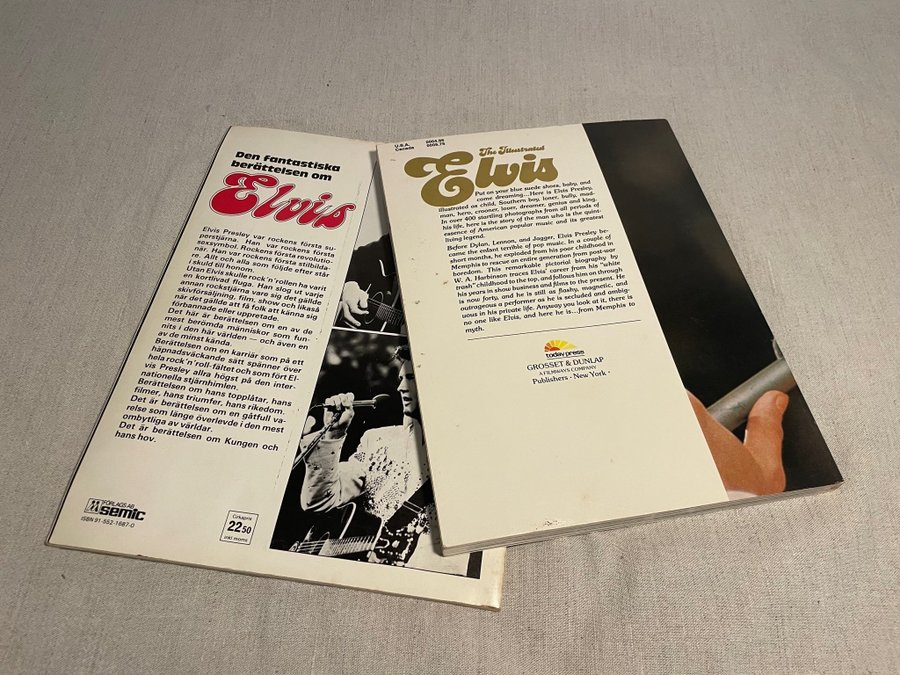 Den fantastiska
berättelsen om
Elvis
Elvis Presley var rockens första su-
perstjärna. Han var rockens första
sexsymbol. Rockens första revolutio-
när. Han var rockens första stilbilda-
re. Allt och alla som följde efter står
i skuld till honom.
Utan Elvis skulle rock'n'rollen ha varit
en kortlivad fluga. Han slog ut varje
annan rockstjärna vare sig det gällde
skivförsäljning, film, show och likaså
när det gällde att få folk att känna sig
förbannade eller uppretade.
Det här är berättelsen om en av de
mest berömda människor som fun-
nits i den här världen — och även en
av de minst kända.
Berättelsen om en karriär som på ett
häpnadsväckande sätt spänner över
hela rock'n'roll-fältet och som fört El-
vis Presley allra högst på den inter-
nationella stjärnhimlen.
Berättelsen om hans topplåtar, hans
filmer, hans triumfer, hans rikedom.
Det är berättelsen om en gåtfull va-
relse som länge överlevde i den mest
ombytliga av världar.
Det är berättelsen om Kungen och
hans hov.
FÖRLAGS AB
semic
ISBN 91-552-1687-0
Cirkapris
22 50
inkl moms
U.S.A.
Canada
The Illustrated
Elvis
Put on your blue suede shoes, baby, and
come dreaming...Here is Elvis Presley,
illustrated as child, Southern boy, loner, bully, mad-
man, hero, crooner, bum, dreamer, genius and king.
In over 400 startling photographs from all periods of
his life, here is the story of the man who is the quint-
essence of American popular music and its greatest
living legend.
Before Dylan, Lennon, and Jagger, Elvis Presley be-
came the enfant terrible of pop music. In a couple of
short months, he exploded from his poor childhood in
Memphis to rescue an entire generation from post-war
boredom. This remarkable pictorial biography by
W. A. Harbinson traces Elvis' career from his "white
trash" childhood to the top, and follows him on through
his years in show business and films to the present. He
is now forty, and he is still as flashy, magnetic, and
outrageous a performer as he is secluded and ambig-
uous in his private life. Anyway you look at it, there is
no one like Elvis, and here he is...from Memphis to
myth.
today press
GROSSET & DUNLAP
A FILMWAYS COMPANY
Publishers • New York •